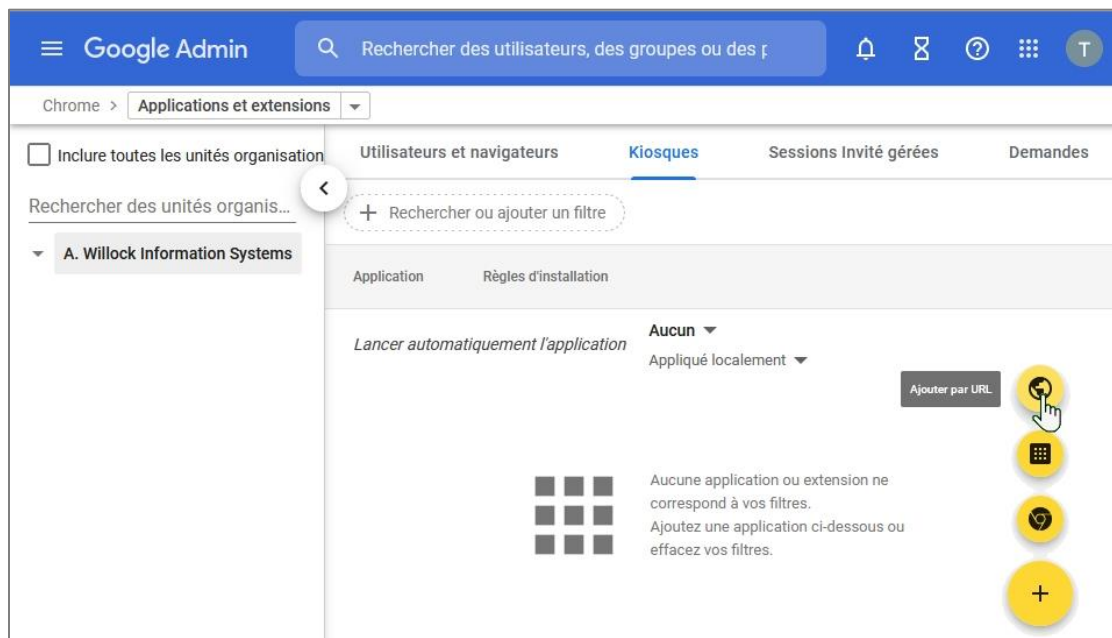 Google Admin
Rechercher des utilisateurs, des groupes ou des p
T
Chrome > Applications et extensions
Inclure toutes les unités organisation
Rechercher des unités organis...
A. Willock Information Systems
Utilisateurs et navigateurs
Kiosques
Sessions Invité gérées
Demandes
+ Rechercher ou ajouter un filtre
Application
Règles d'installation
Lancer automatiquement l'application
Aucun
Appliqué localement
Ajouter par URL
Aucune application ou extension ne
correspond à vos filtres.
Ajoutez une application ci-dessous ou
effacez vos filtres.